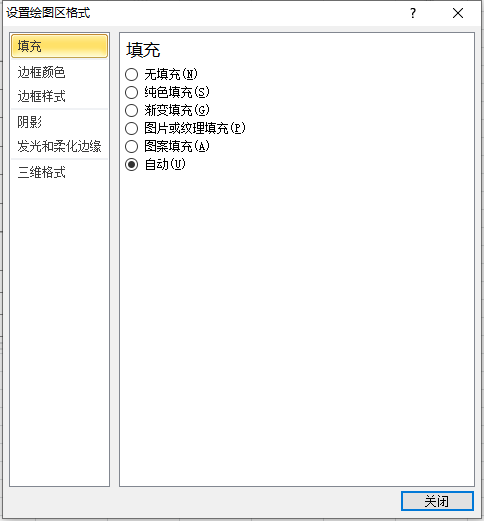 设置绘图区格式
填充
边框颜色
边框样式
阴影
发光和柔化边缘
三维格式
填充
无填充(N)
纯色填充(S)
渐变填充(G)
图片或纹理填充(P)
图案填充(A)
自动(U)
关闭